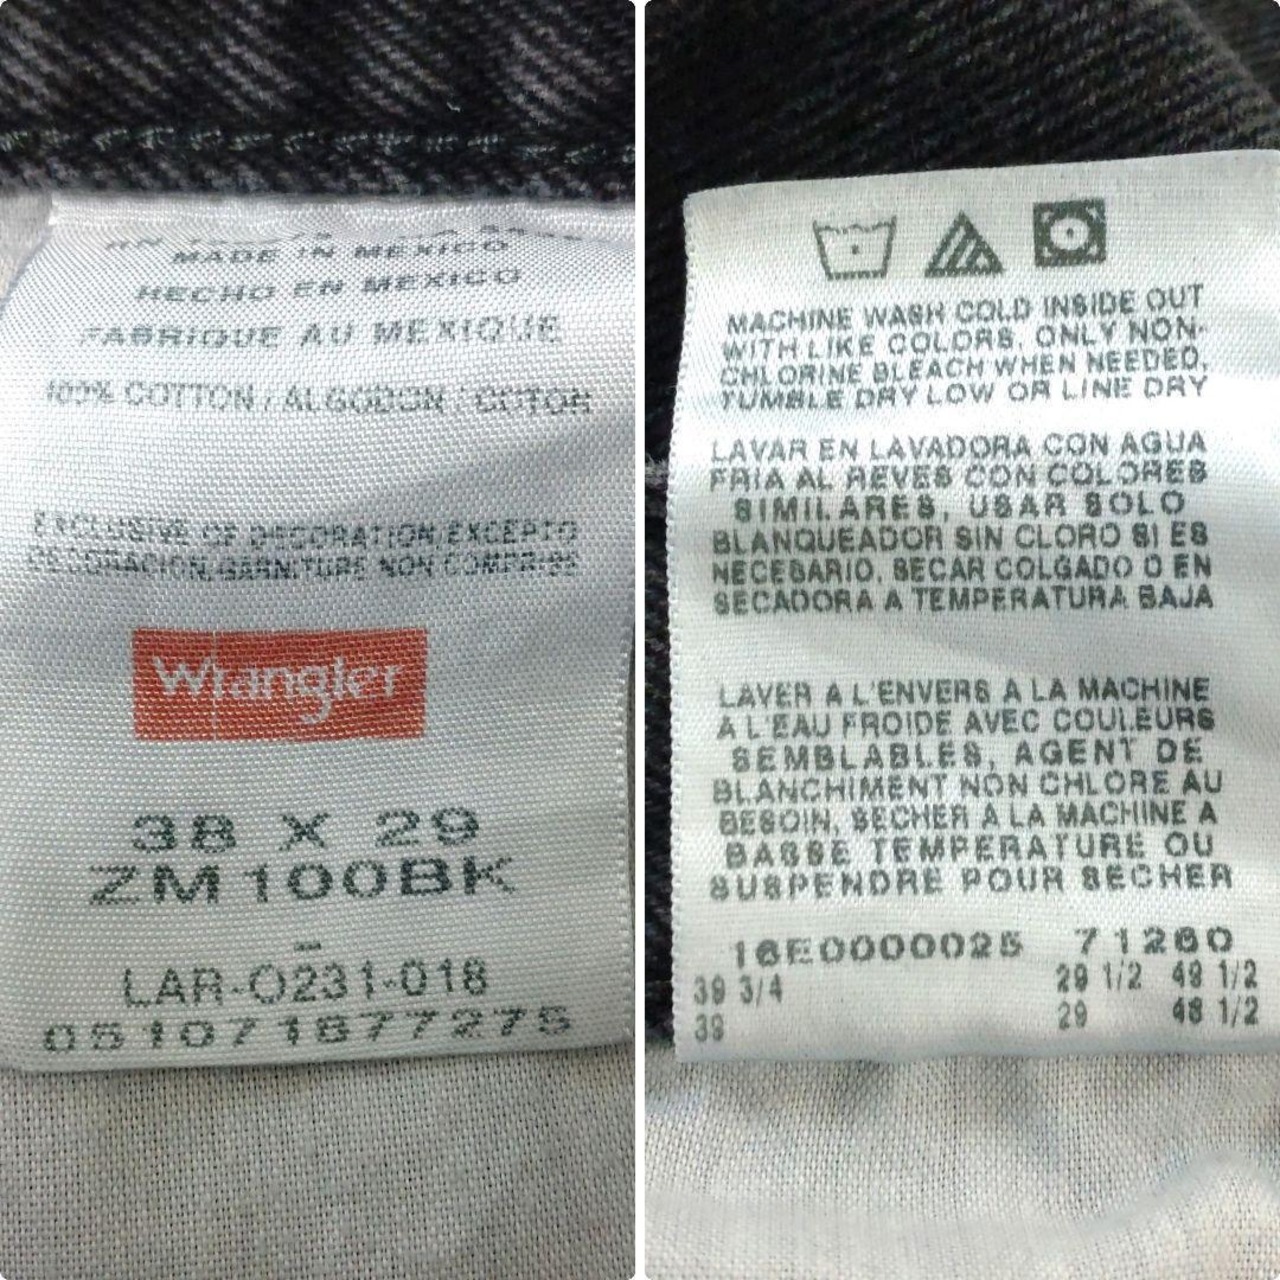 MADE IN MEXICO
HECHO EN MEXICO
FABRIQUE AU MEXIQUE
100% COTTON / ALGODON / COTON
EXCLUSIVE OF DECORATION/EXCEPTO
DECORACION/GARNITURE NON COMPRISE
Wrangler
38 X 29
ZM100BK
-
LAR-0231-018
051071877275
MACHINE WASH COLD INSIDE OUT
WITH LIKE COLORS, ONLY NON-
CHLORINE BLEACH WHEN NEEDED,
TUMBLE DRY LOW OR LINE DRY
LAVAR EN LAVADORA CON AGUA
FRIA AL REVES CON COLORES
SIMILARES, USAR SOLO
BLANQUEADOR SIN CLORO SI ES
NECESARIO. SECAR COLGADO O EN
SECADORA A TEMPERATURA BAJA
LAVER A L'ENVERS A LA MACHINE
A L'EAU FROIDE AVEC COULEURS
SEMBLABLES, AGENT DE
BLANCHIMENT NON CHLORE AU
BESOIN, SECHER A LA MACHINE A
BASSE TEMPERATURE OU
SUSPENDRE POUR SECHER
16E0000025 71260
39 3/4 29 1/2 49 1/2
39 29 48 1/2